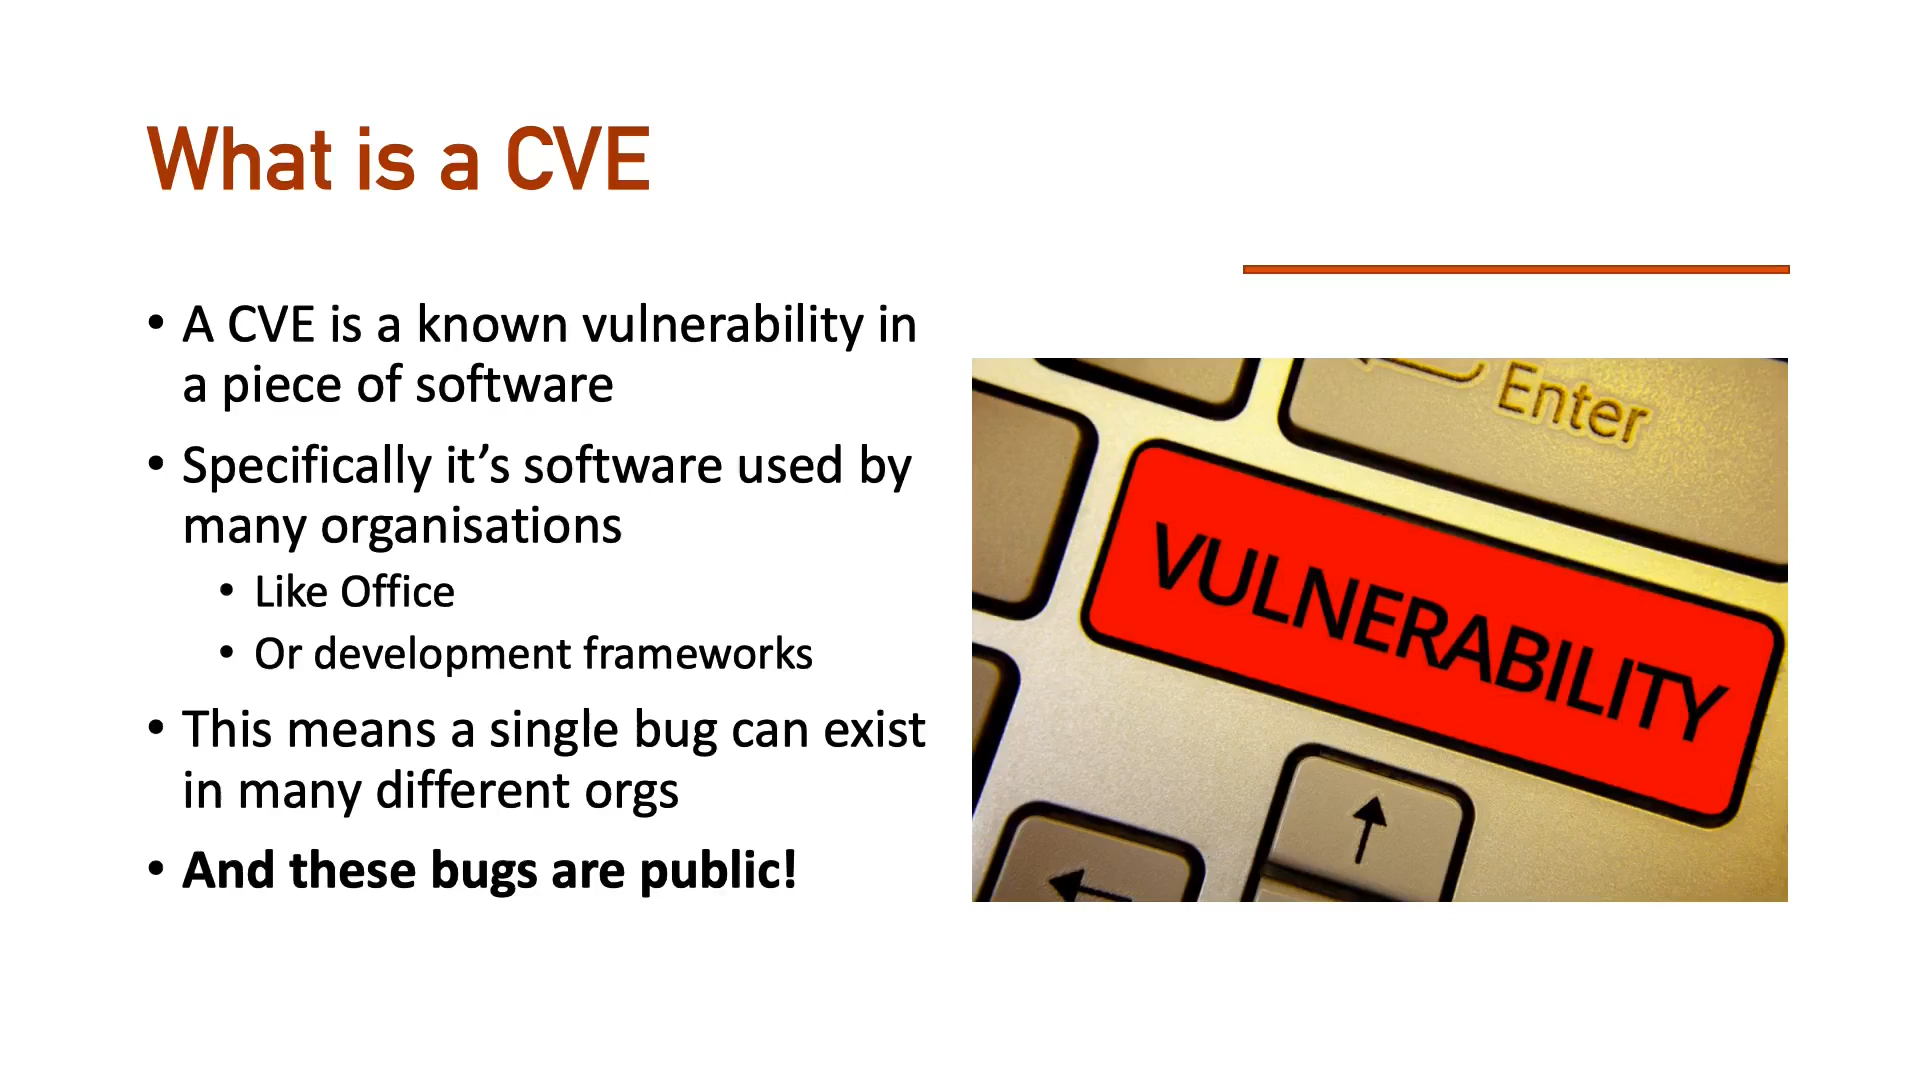 What is a CVE
• A CVE is a known vulnerability in
a piece of software
• Specifically it’s software used by
many organisations
• Like Office
• Or development frameworks
• This means a single bug can exist
in many different orgs
• And these bugs are public!
Enter
VULNERABILITY